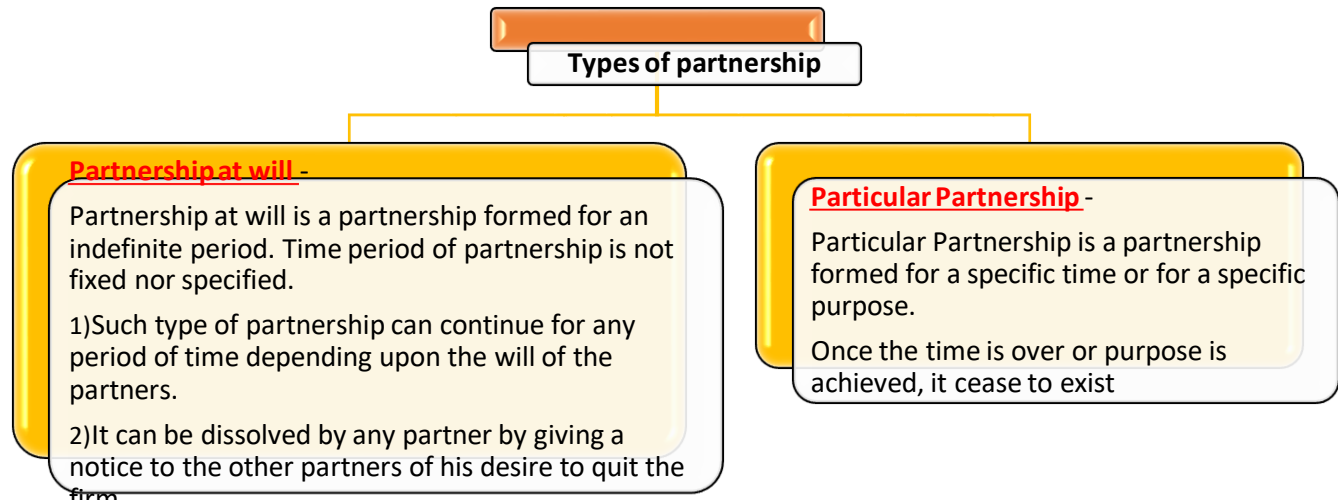 Types of partnership
Partnership at will -
Partnership at will is a partnership formed for an
indefinite period. Time period of partnership is not
fixed nor specified.
1)Such type of partnership can continue for any
period of time depending upon the will of the
partners.
2)It can be dissolved by any partner by giving a
notice to the other partners of his desire to quit the
firm
Particular Partnership -
Particular Partnership is a partnership
formed for a specific time or for a specific
purpose.
Once the time is over or purpose is
achieved, it cease to exist